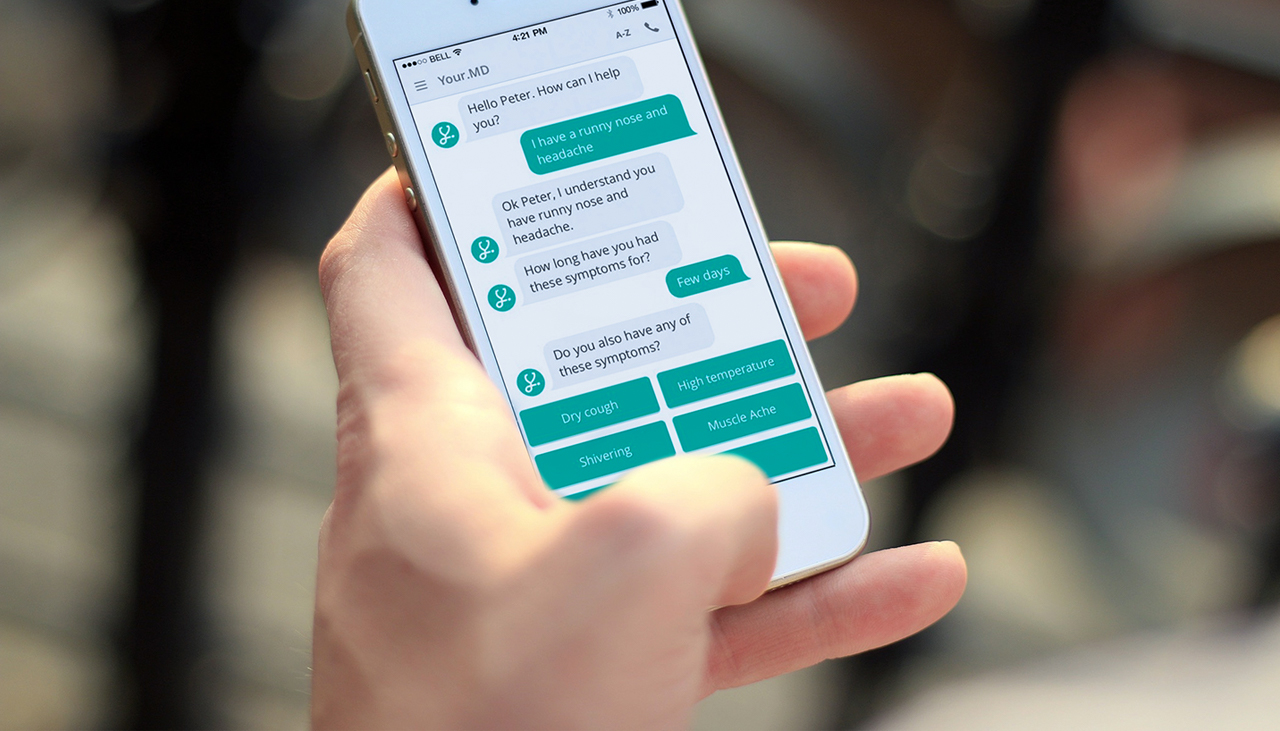 BELL
4:21 PM
100%
Your.MD
A-Z
Hello Peter. How can I help
you?
I have a runny nose and
headache
Ok Peter, I understand you
have runny nose and
headache.
How long have you had
these symptoms for?
Few days
Do you also have any of
these symptoms?
Dry cough
High temperature
Shivering
Muscle Ache